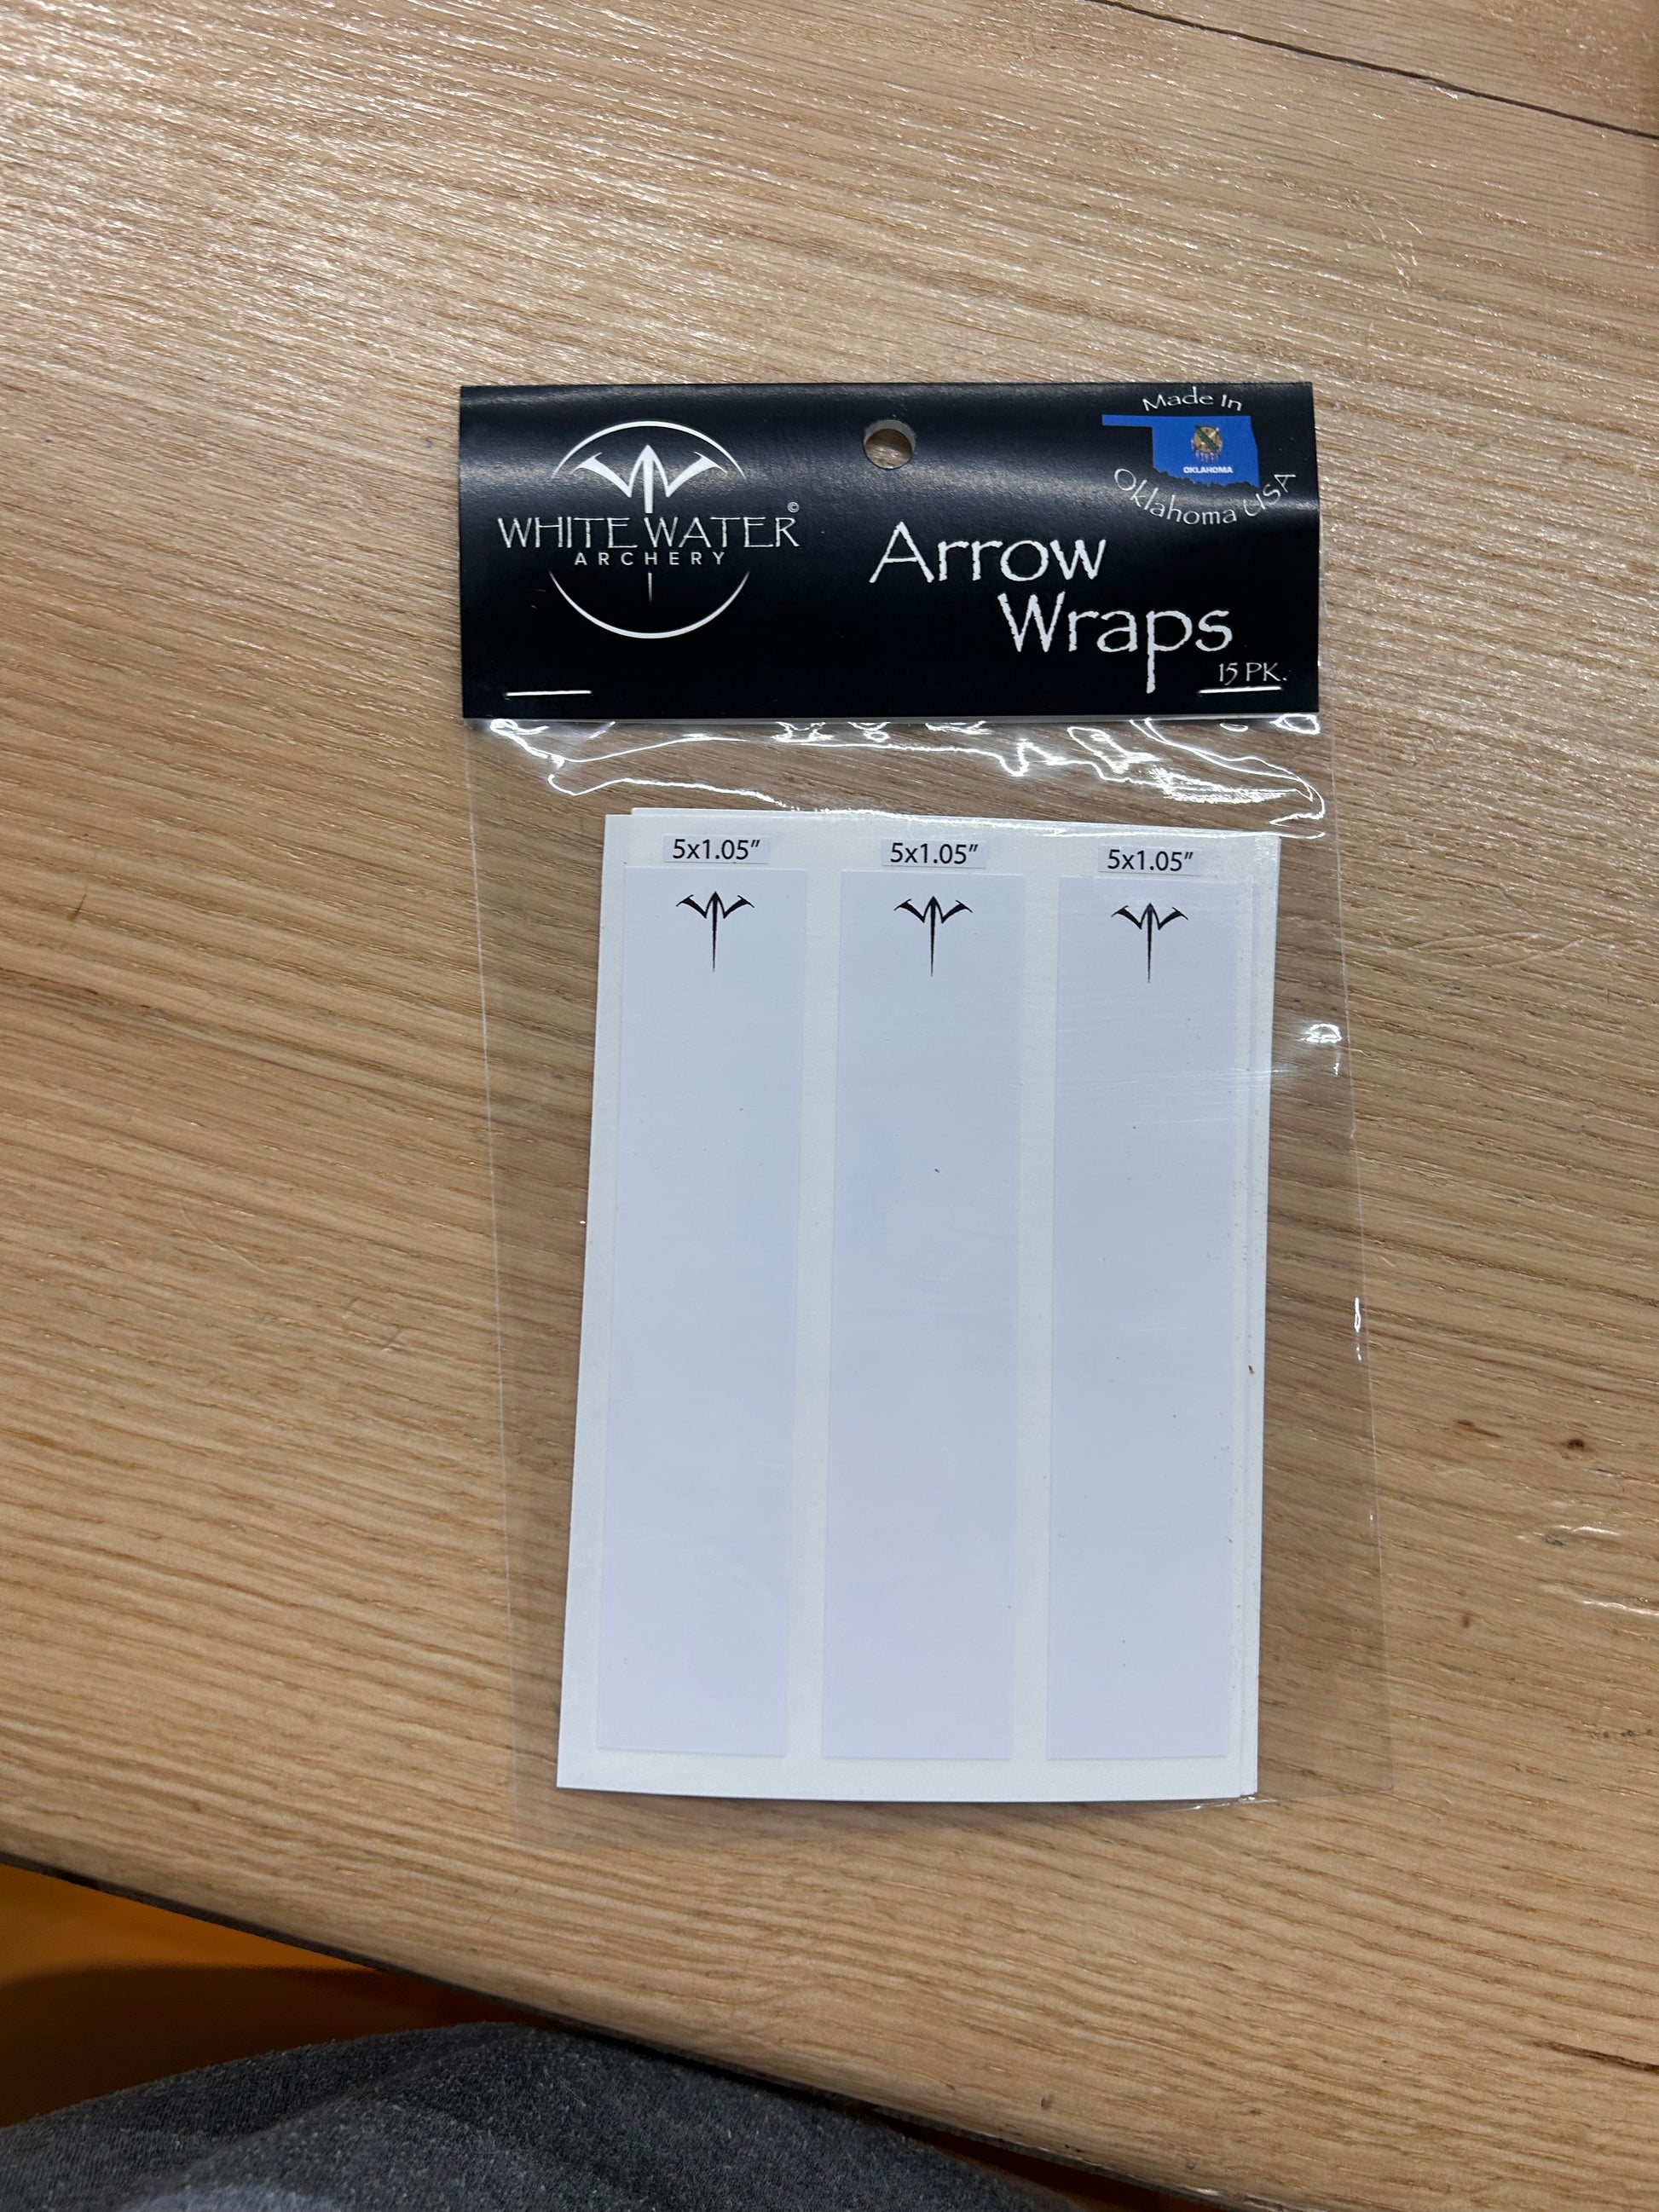 WHITE WATER©
ARCHERY
Made In
OKLAHOMA
Oklahoma USA
Arrow
Wraps
15 PK.
5x1.05″
5x1.05″
5x1.05″